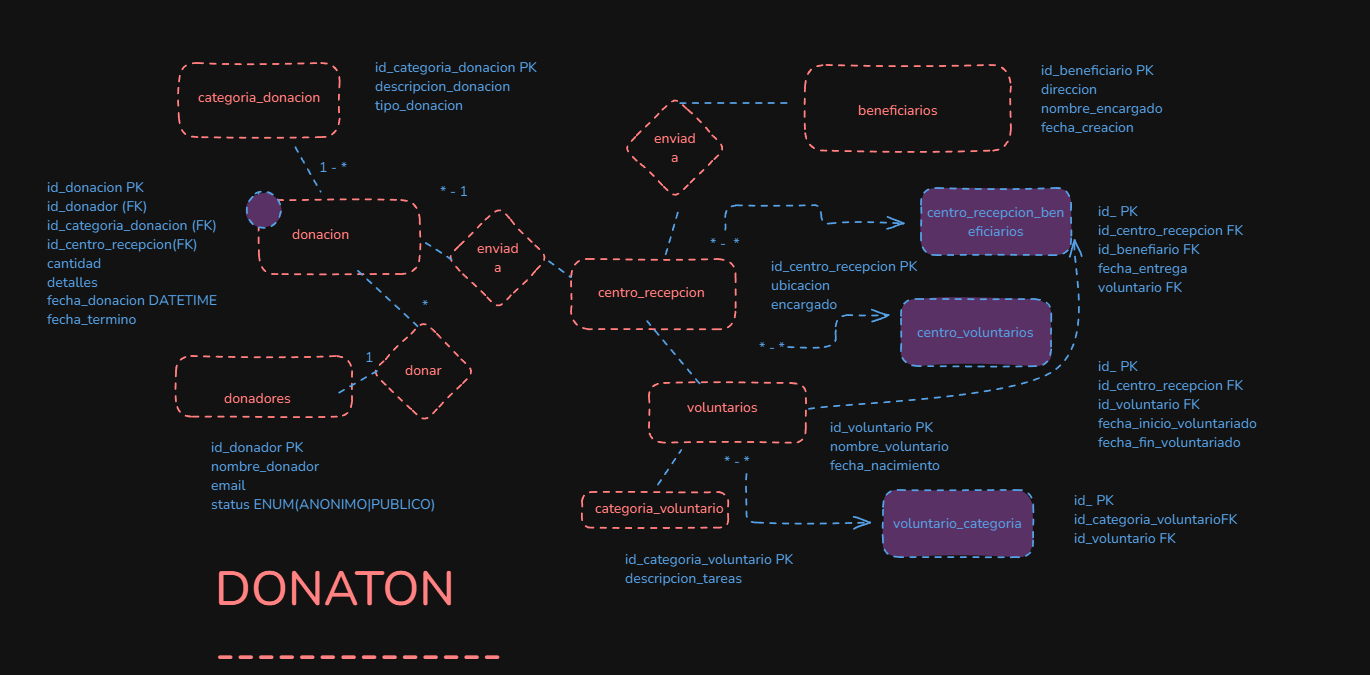 categoria_donacion
id_categoria_donacion PK
descripcion_donacion
tipo_donacion
1 - *
id_donacion PK
id_donador (FK)
id_categoria_donacion (FK)
id_centro_recepcion(FK)
cantidad
detalles
fecha_donacion DATETIME
fecha_termino
donacion
* - 1
enviad
a
*
1
donar
donadores
id_donador PK
nombre_donador
email
status ENUM(ANONIMO|PUBLICO)
enviad
a
beneficiarios
id_beneficiario PK
direccion
nombre_encargado
fecha_creacion
centro_recepcion_ben
eficiarios
id_ PK
id_centro_recepcion FK
id_benefiario FK
fecha_entrega
voluntario FK
* - *
centro_recepcion
id_centro_recepcion PK
ubicacion
encargado
* - *
centro_voluntarios
id_ PK
id_centro_recepcion FK
id_voluntario FK
fecha_inicio_voluntariado
fecha_fin_voluntariado
voluntarios
id_voluntario PK
nombre_voluntario
fecha_nacimiento
* - *
categoria_voluntario
id_categoria_voluntario PK
descripcion_tareas
voluntario_categoria
id_ PK
id_categoria_voluntarioFK
id_voluntario FK
DONATON